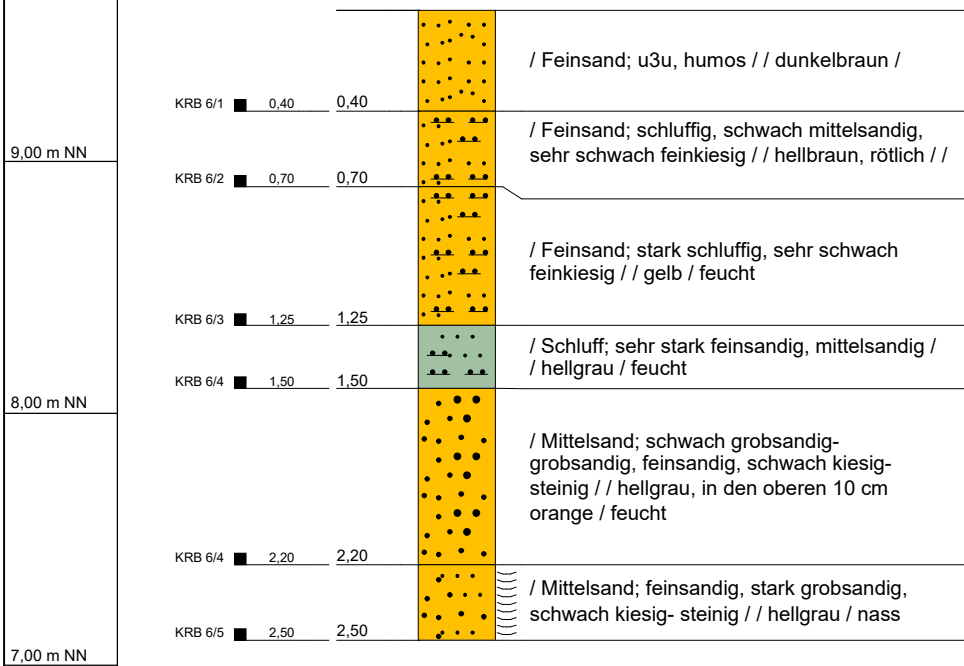 / Feinsand; u3u, humos / / dunkelbraun /
KRB 6/1 0,40 0,40
/ Feinsand; schluffig, schwach mittelsandig,
sehr schwach feinkiesig / / hellbraun, rötlich / /
9,00 m NN
KRB 6/2 0,70 0,70
/ Feinsand; stark schluffig, sehr schwach
feinkiesig / / gelb / feucht
KRB 6/3 1,25 1,25
/ Schluff; sehr stark feinsandig, mittelsandig /
/ hellgrau / feucht
KRB 6/4 1,50 1,50
8,00 m NN
/ Mittelsand; schwach grobsandig-
grobsandig, feinsandig, schwach kiesig-
steinig / / hellgrau, in den oberen 10 cm
orange / feucht
KRB 6/4 2,20 2,20
/ Mittelsand; feinsandig, stark grobsandig,
schwach kiesig- steinig / / hellgrau / nass
KRB 6/5 2,50 2,50
7,00 m NN